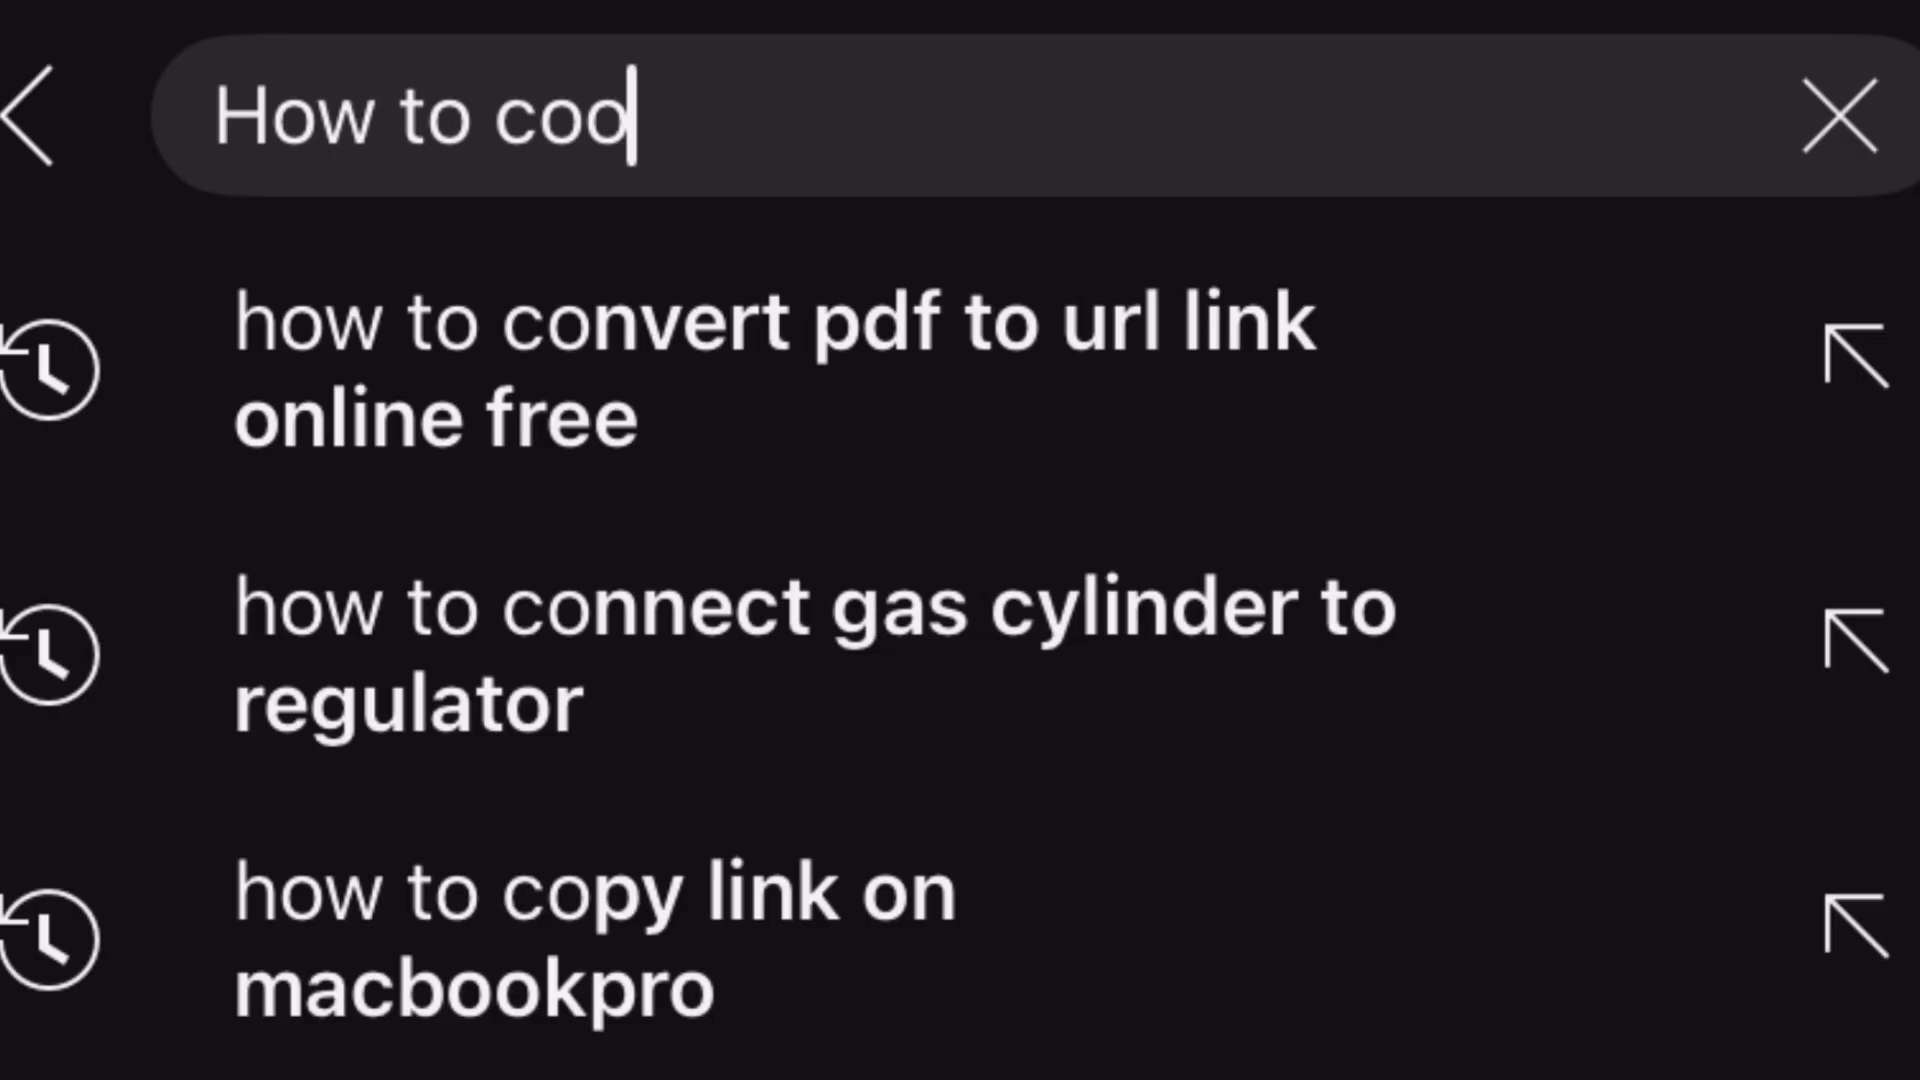 How to coo
how to convert pdf to url link
online free
how to connect gas cylinder to
regulator
how to copy link on
macbookpro